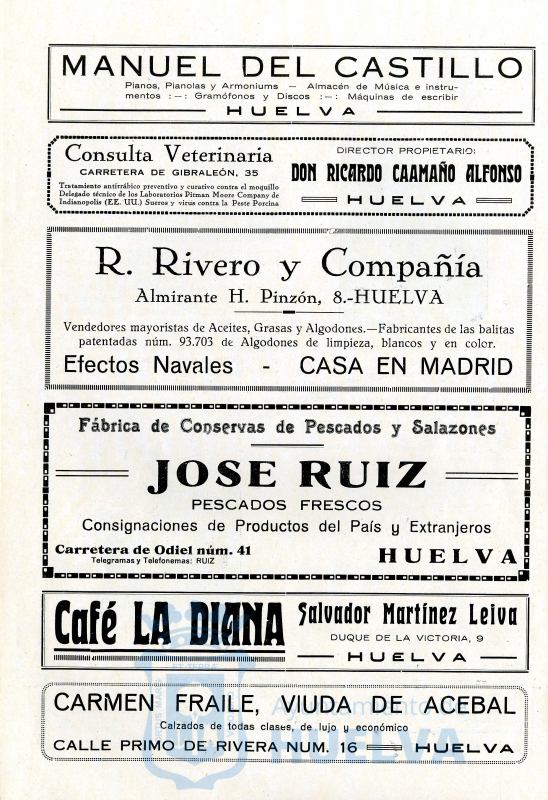 MANUEL DEL CASTILLO
Pianos, Pianolas y Armoniums — Almacén de Música e instru-
mentos :—: Gramófonos y Discos :—: Máquinas de escribir
HUELVA
Consulta Veterinaria
CARRETERA DE GIBRALEÓN, 35
Tratamiento antirrábico preventivo y curativo contra el moquillo
Delegado técnico de los Laboratorios Pitman Moore Company de
Indianopolis (EE. UU.) Sueros y virus contra la Peste Porcina
DIRECTOR PROPIETARIO:
DON RICARDO CAAMAÑO ALFONSO
HUELVA
R. Rivero y Compañía
Almirante H. Pinzón, 8.-HUELVA
Vendedores mayoristas de Aceites, Grasas y Algodones.—Fabricantes de las balitas
patentadas núm. 93.703 de Algodones de limpieza, blancos y en color.
Efectos Navales - CASA EN MADRID
Fábrica de Conservas de Pescados y Salazones
JOSE RUIZ
PESCADOS FRESCOS
Consignaciones de Productos del País y Extranjeros
Carretera de Odiel núm. 41
Telegramas y Telefonemas: RUIZ
HUELVA
Café LA DIANA
Salvador Martínez Leiva
DUQUE DE LA VICTORIA, 9
HUELVA
CARMEN FRAILE, VIUDA DE ACEBAL
Calzados de todas clases, de lujo y económico
CALLE PRIMO DE RIVERA NUM. 16 HUELVA
Ayuntamiento de
HUELVA